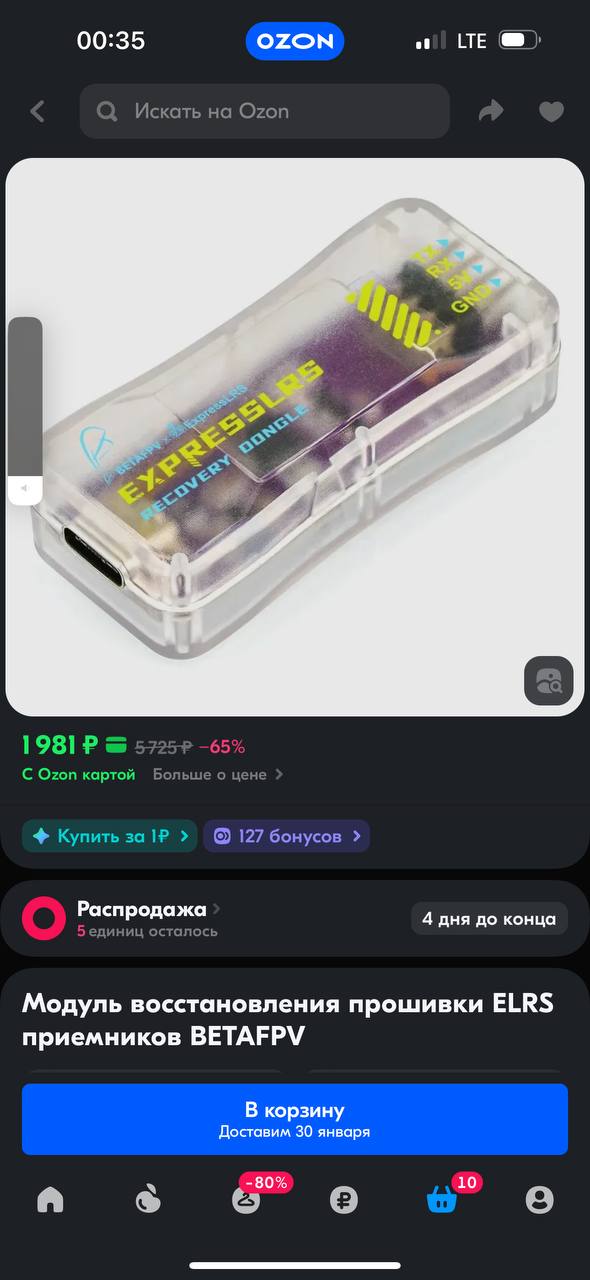 00:35
OZON
LTE
Искать на Ozon
TX
RX
5V
GND
BETAFPV x ExpressLRS
EXPRESSLRS
RECOVERY DONGLE
1 981 ₽ 5 725 ₽ −65%
С Ozon картой Больше о цене
Купить за 1₽
127 бонусов
Распродажа
5 единиц осталось
4 дня до конца
Модуль восстановления прошивки ELRS
приемников BETAFPV
В корзину
Доставим 30 января
-80%
10